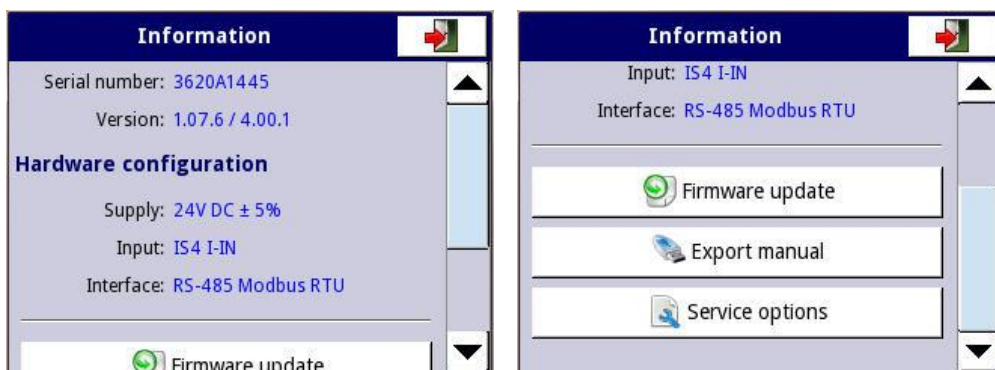 Information
Serial number: 3620A1445
Version: 1.07.6 / 4.00.1
Hardware configuration
Supply: 24V DC ± 5%
Input: IS4 I-IN
Interface: RS-485 Modbus RTU
Firmware update
Information
Input: IS4 I-IN
Interface: RS-485 Modbus RTU
Firmware update
Export manual
Service options